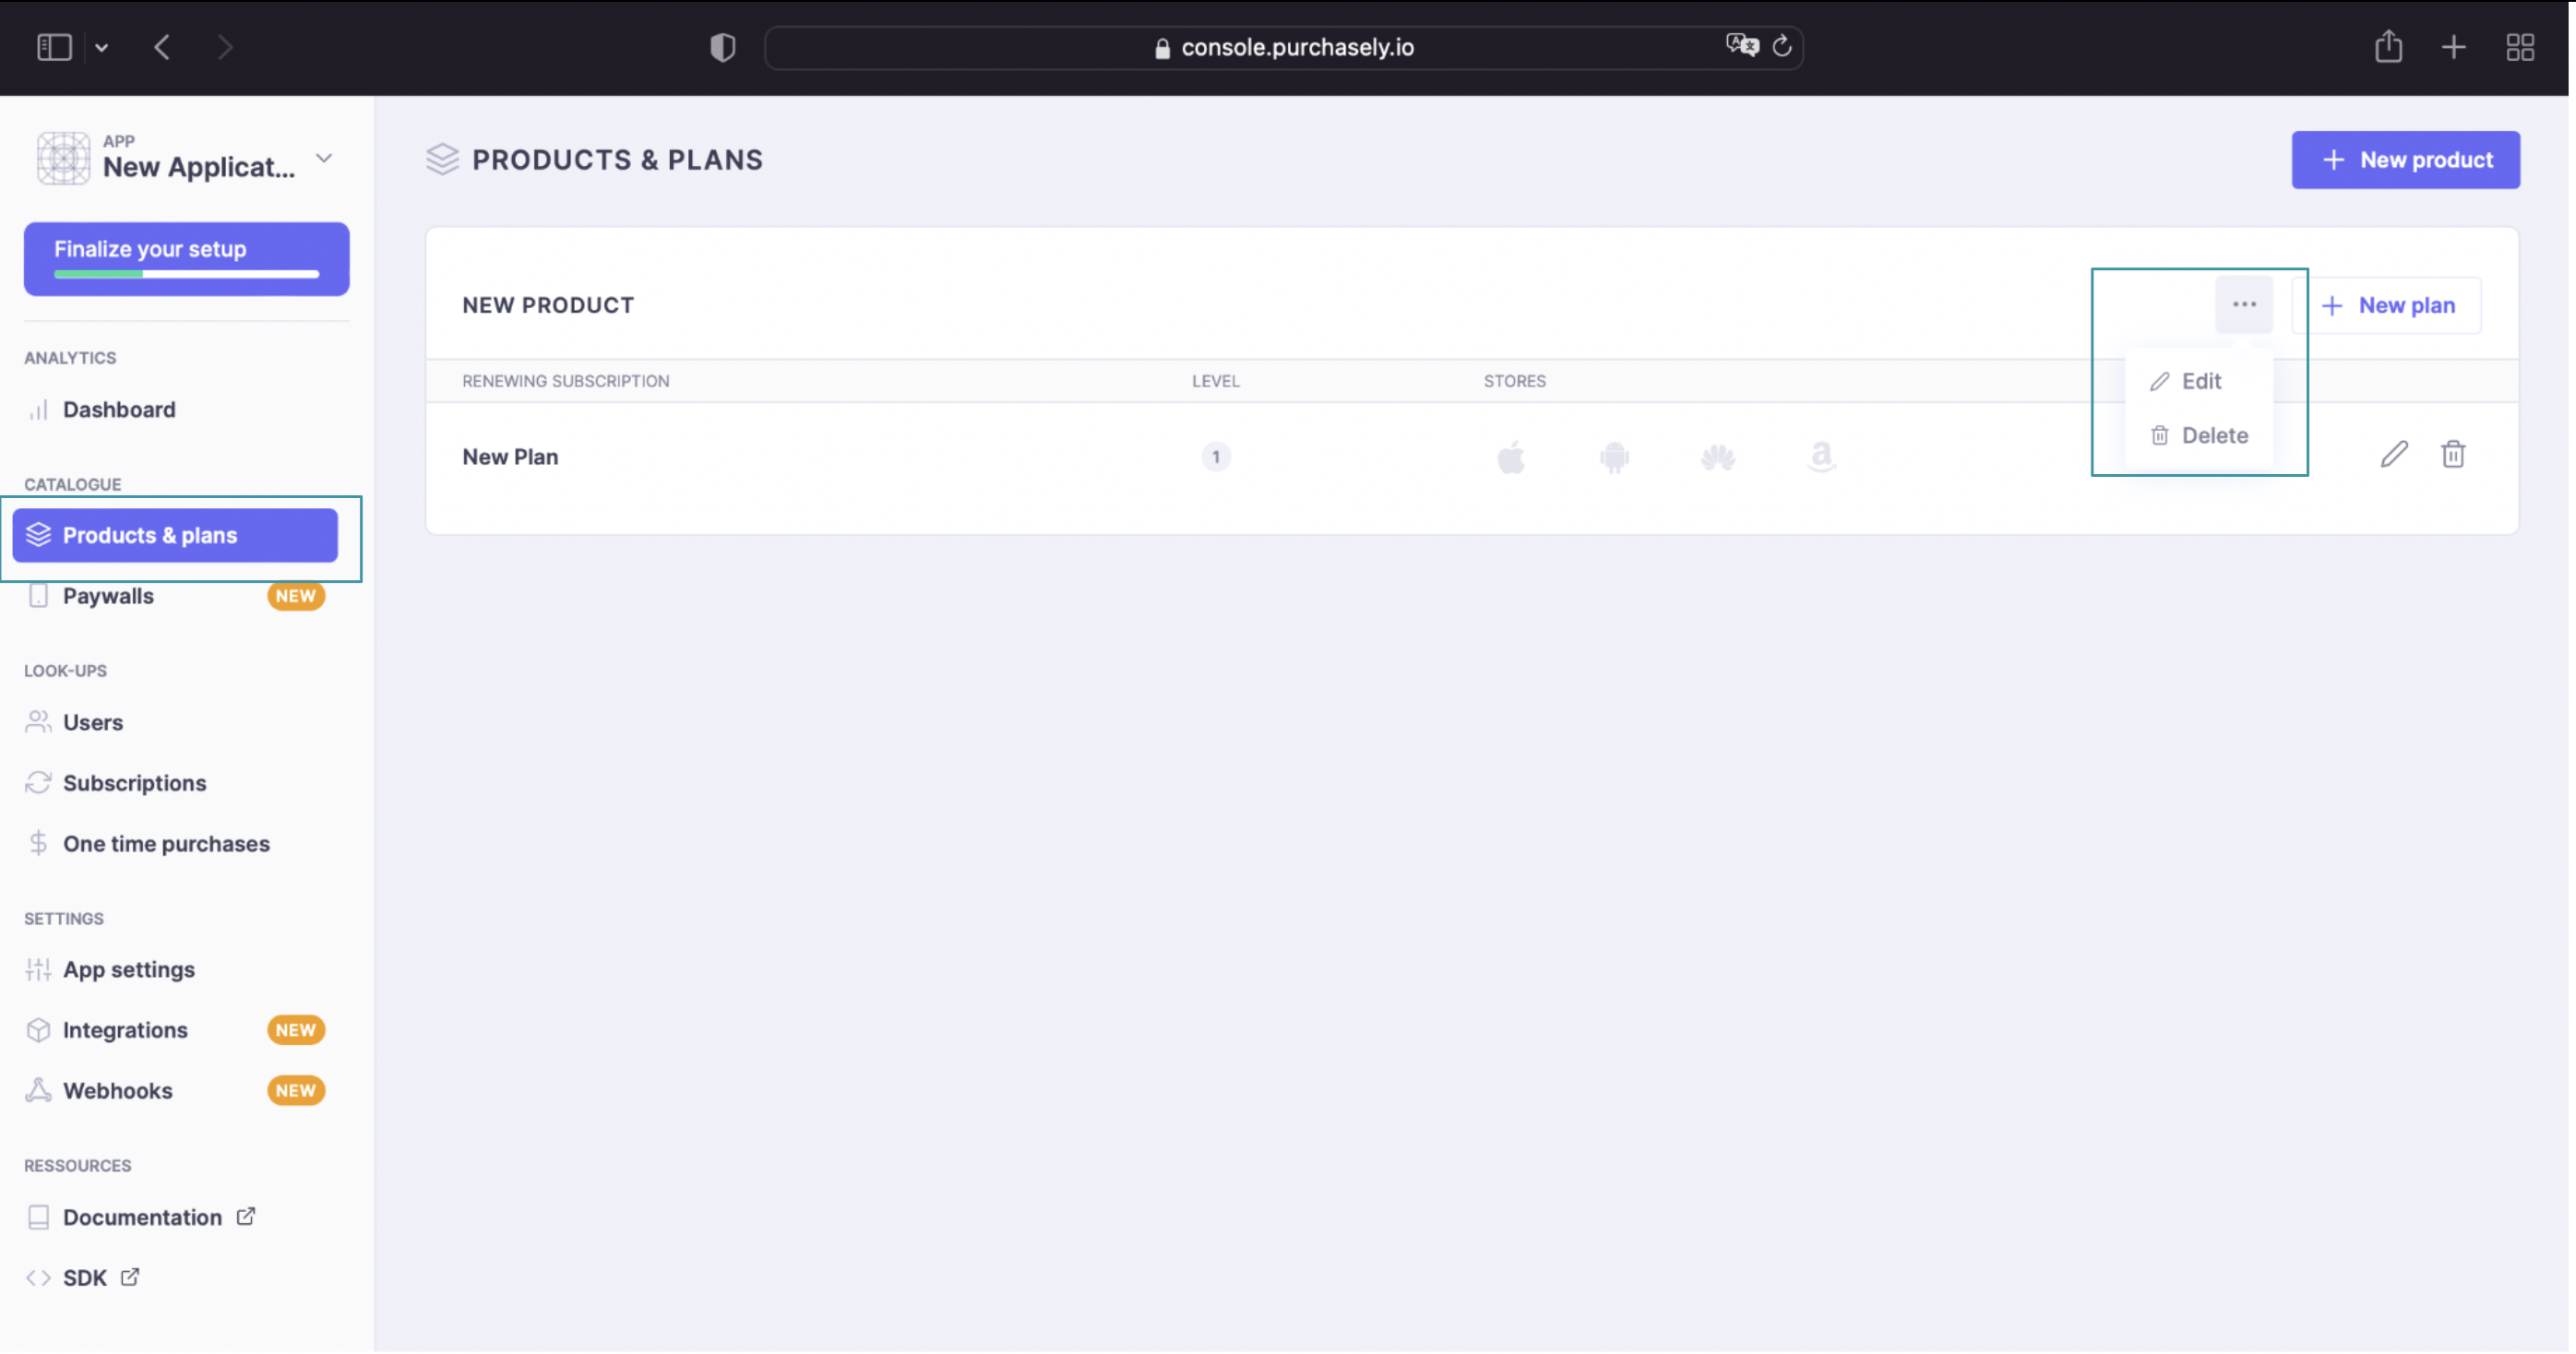 console.purchasely.io
APP
New Applicat...
Finalize your setup
ANALYTICS
Dashboard
CATALOGUE
Products & plans
Paywalls NEW
LOOK-UPS
Users
Subscriptions
One time purchases
SETTINGS
App settings
Integrations NEW
Webhooks NEW
RESSOURCES
Documentation
SDK
PRODUCTS & PLANS
+ New product
NEW PRODUCT
+ New plan
RENEWING SUBSCRIPTION LEVEL STORES
Edit
Delete
New Plan 1